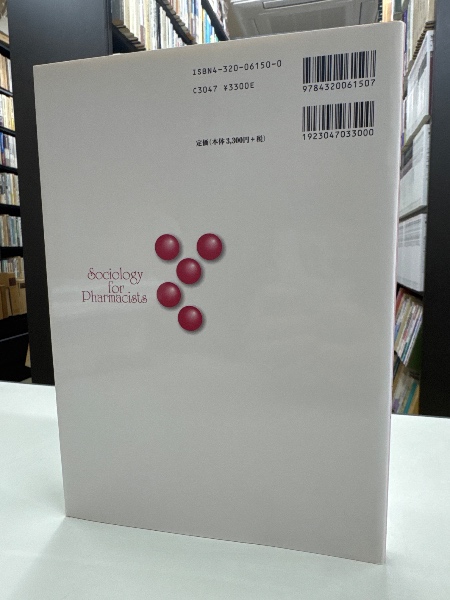 ISBN4-320-06150-0
C3047 ¥3300E
9784320061507
1923047033000
定価(本体3,300円+税)
Sociology
for
Pharmacists